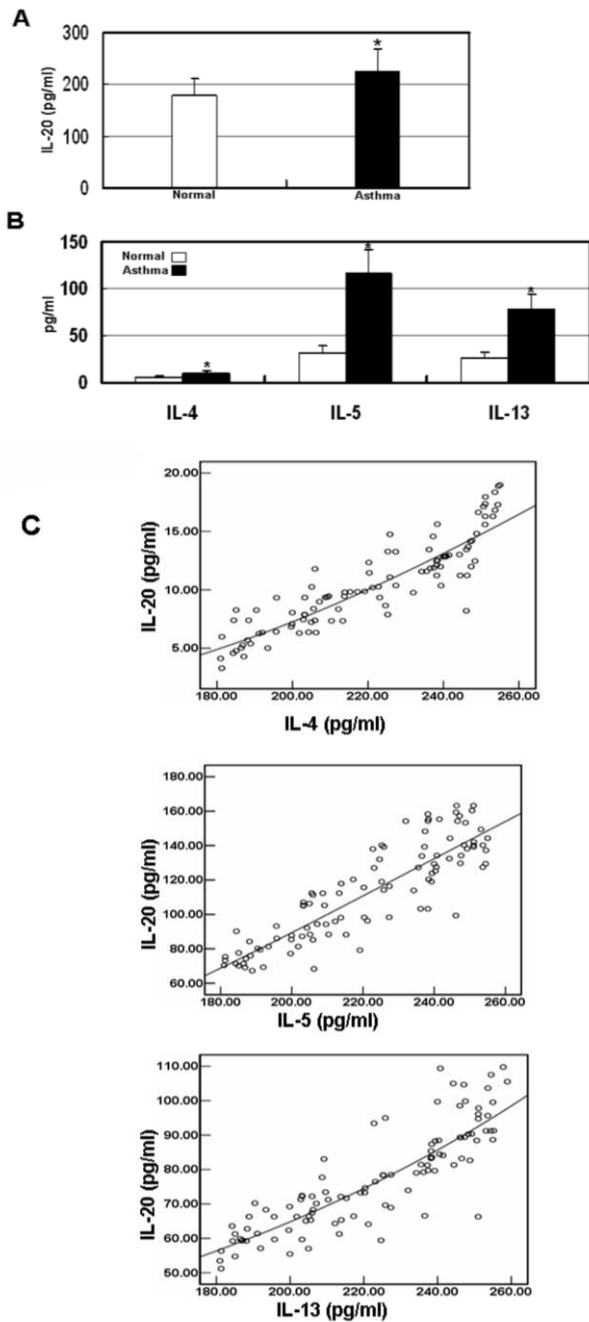 A
IL-20 (pg/ml)
300
200
100
0
*
Normal
Asthma
B
pg/ml
150
100
50
0
Normal
Asthma
*
*
*
IL-4
IL-5
IL-13
C
IL-20 (pg/ml)
20.00
15.00
10.00
5.00
180.00 200.00 220.00 240.00 260.00
IL-4 (pg/ml)
IL-20 (pg/ml)
180.00
160.00
140.00
120.00
100.00
80.00
60.00
180.00 200.00 220.00 240.00 260.00
IL-5 (pg/ml)
IL-20 (pg/ml)
110.00
100.00
90.00
80.00
70.00
60.00
50.00
180.00 200.00 220.00 240.00 260.00
IL-13 (pg/ml)